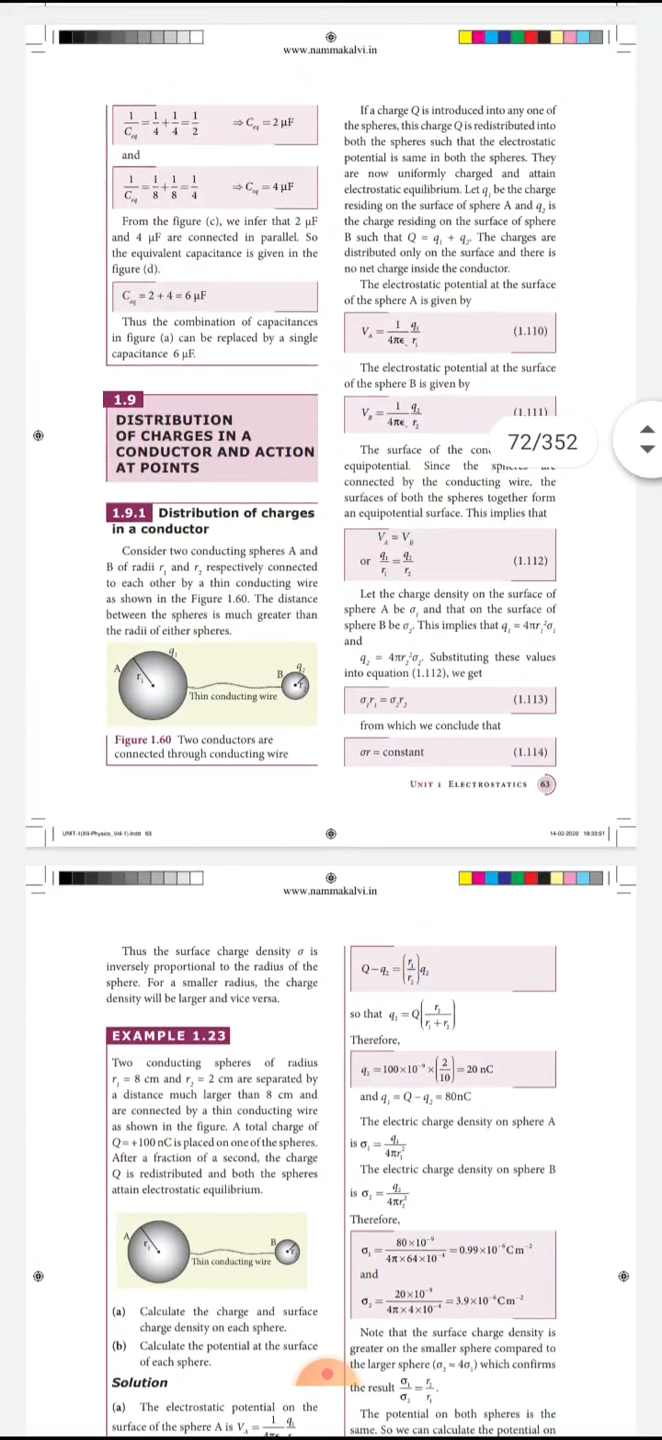 www.nammakalvi.in
1/C_eq = 1/4 + 1/4 = 1/2 ⇒ C_eq = 2 μF
and
1/C_eq = 1/8 + 1/8 = 1/4 ⇒ C_eq = 4 μF
From the figure (c), we infer that 2 μF
and 4 μF are connected in parallel. So
the equivalent capacitance is given in the
figure (d).
C_eq = 2 + 4 = 6 μF
Thus the combination of capacitances
in figure (a) can be replaced by a single
capacitance 6 μF.
1.9
DISTRIBUTION
OF CHARGES IN A
CONDUCTOR AND ACTION
AT POINTS
1.9.1 Distribution of charges
in a conductor
Consider two conducting spheres A and
B of radii r₁ and r₂ respectively connected
to each other by a thin conducting wire
as shown in the Figure 1.60. The distance
between the spheres is much greater than
the radii of either spheres.
A q₁ r₁
B q₂ r₂
Thin conducting wire
Figure 1.60 Two conductors are
connected through conducting wire
If a charge Q is introduced into any one of
the spheres, this charge Q is redistributed into
both the spheres such that the electrostatic
potential is same in both the spheres. They
are now uniformly charged and attain
electrostatic equilibrium. Let q₁ be the charge
residing on the surface of sphere A and q₂ is
the charge residing on the surface of sphere
B such that Q = q₁ + q₂. The charges are
distributed only on the surface and there is
no net charge inside the conductor.
The electrostatic potential at the surface
of the sphere A is given by
V_A = 1/4πϵ₀ q₁/r₁ (1.110)
The electrostatic potential at the surface
of the sphere B is given by
V_B = 1/4πϵ₀ q₂/r₂ (1.111)
72/352
The surface of the
equipotential. Since the
connected by the conducting wire, the
surfaces of both the spheres together form
an equipotential surface. This implies that
V_A = V_B
or q₁/r₁ = q₂/r₂ (1.112)
Let the charge density on the surface of
sphere A be σ₁ and that on the surface of
sphere B be σ₂. This implies that q₁ = 4πr₁²σ₁
and
q₂ = 4πr₂²σ₂. Substituting these values
into equation (1.112), we get
σ₁r₁ = σ₂r₂ (1.113)
from which we conclude that
σr = constant (1.114)
UNIT 1 ELECTROSTATICS 63
UNIT-1(XII-Physics_Vol-1).indd 63
14-02-2020 19:33:51
www.nammakalvi.in
Thus the surface charge density σ is
inversely proportional to the radius of the
sphere. For a smaller radius, the charge
density will be larger and vice versa.
EXAMPLE 1.23
Two conducting spheres of radius
r₁ = 8 cm and r₂ = 2 cm are separated by
a distance much larger than 8 cm and
are connected by a thin conducting wire
as shown in the figure. A total charge of
Q = +100 nC is placed on one of the spheres.
After a fraction of a second, the charge
Q is redistributed and both the spheres
attain electrostatic equilibrium.
A r₁
B r₂
Thin conducting wire
(a) Calculate the charge and surface
charge density on each sphere.
(b) Calculate the potential at the surface
of each sphere.
Solution
(a) The electrostatic potential on the
surface of the sphere A is V_A = 1/4πϵ₀ q₁
Q − q₂ = (r₁/r₂) q₂
so that q₂ = Q(r₂/(r₁ + r₂))
Therefore,
q₂ = 100×10⁻⁹ × (2/10) = 20 nC
and q₁ = Q − q₂ = 80nC
The electric charge density on sphere A
is σ₁ = q₁/4πr₁²
The electric charge density on sphere B
is σ₂ = q₂/4πr₂²
Therefore,
σ₁ = 80×10⁻⁹/4π×64×10⁻⁴ = 0.99×10⁻⁶ C m⁻²
and
σ₂ = 20×10⁻⁹/4π×4×10⁻⁴ = 3.9×10⁻⁶ C m⁻²
Note that the surface charge density is
greater on the smaller sphere compared to
the larger sphere (σ₂ ≈ 4σ₁) which confirms
the result σ₁/σ₂ = r₂/r₁.
The potential on both spheres is the
same. So we can calculate the potential on